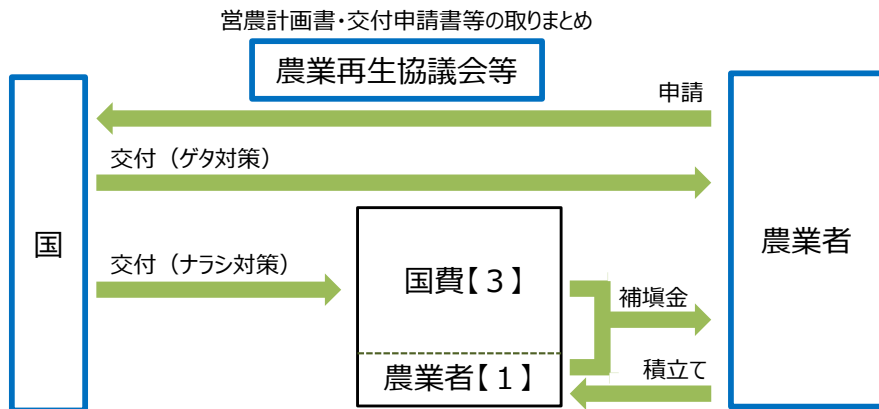 営農計画書・交付申請書等の取りまとめ
農業再生協議会等
申請
交付（ゲタ対策）
国
農業者
交付（ナラシ対策）
国費【３】
補塡金
農業者【１】
積立て